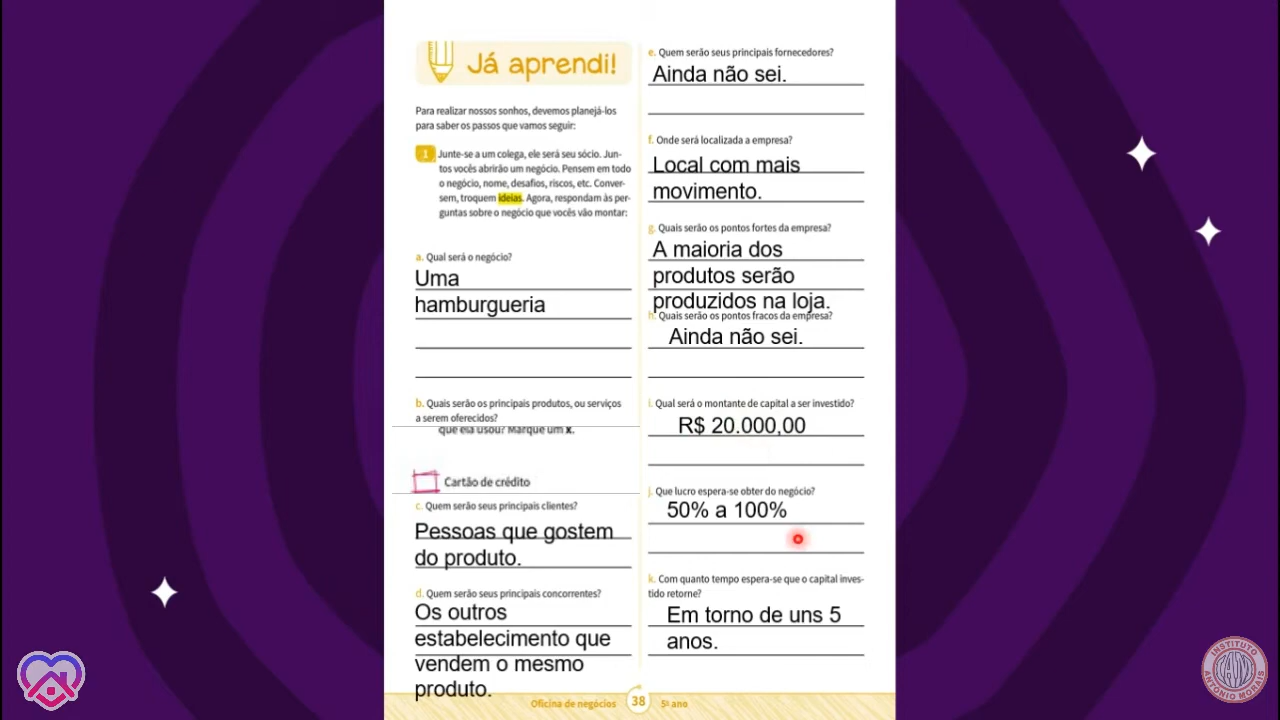 Já aprendi!
Para realizar nossos sonhos, devemos planejá-los
para saber os passos que vamos seguir:
1 Junte-se a um colega, ele será seu sócio. Jun-
tos vocês abrirão um negócio. Pensem em todo
o negócio, nome, desafios, riscos, etc. Conver-
sem, troquem ideias. Agora, respondam às per-
guntas sobre o negócio que vocês vão montar:
a. Qual será o negócio?
Uma
hamburgueria
b. Quais serão os principais produtos, ou serviços
a serem oferecidos?
que ela usou? Marque um x.
Cartão de crédito
c. Quem serão seus principais clientes?
Pessoas que gostem
do produto.
d. Quem serão seus principais concorrentes?
Os outros
estabelecimento que
vendem o mesmo
produto.
e. Quem serão seus principais fornecedores?
Ainda não sei.
f. Onde será localizada a empresa?
Local com mais
movimento.
g. Quais serão os pontos fortes da empresa?
A maioria dos
produtos serão
produzidos na loja.
h. Quais serão os pontos fracos da empresa?
Ainda não sei.
i. Qual será o montante de capital a ser investido?
R$ 20.000,00
j. Que lucro espera-se obter do negócio?
50% a 100%
k. Com quanto tempo espera-se que o capital inves-
tido retorne?
Em torno de uns 5
anos.
Oficina de negócios 38 5º ano
INSTITUTO
ANTÔNIO MORAIS